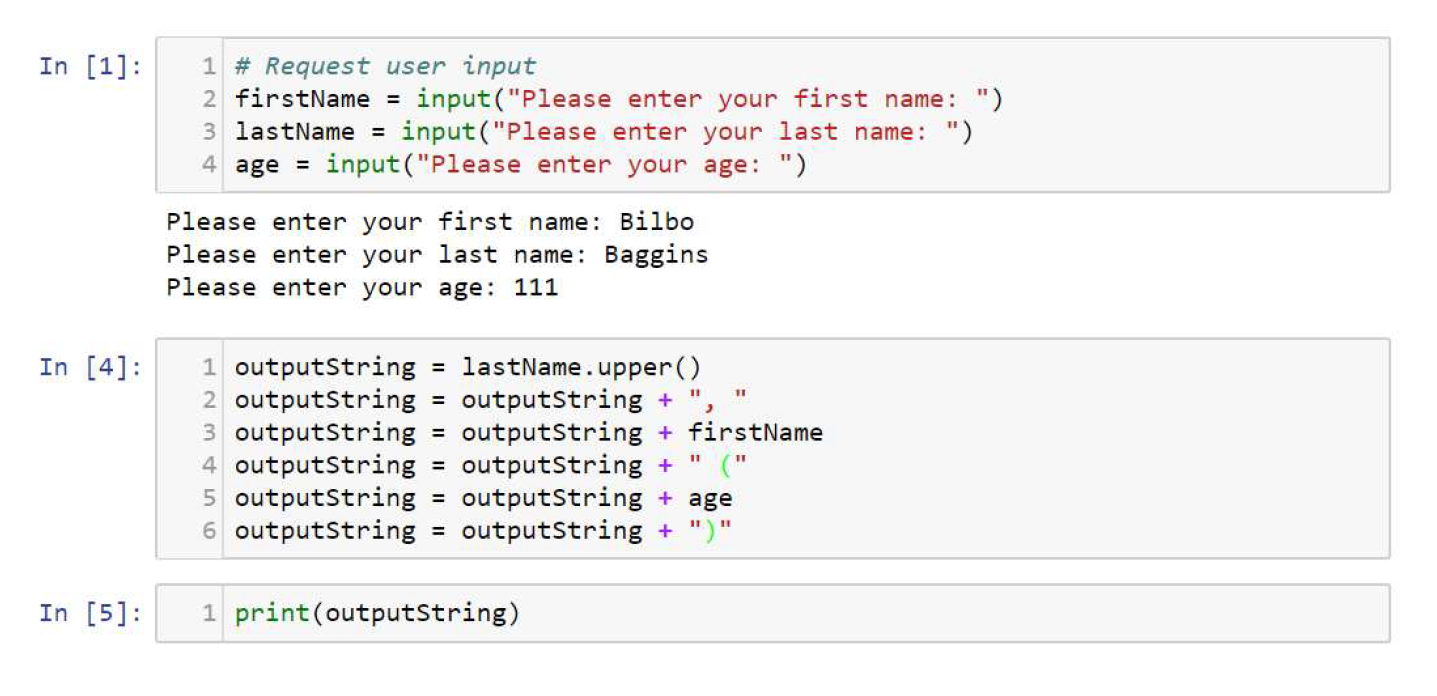 In [1]:
1 # Request user input
2 firstName = input("Please enter your first name: ")
3 lastName = input("Please enter your last name: ")
4 age = input("Please enter your age: ")
Please enter your first name: Bilbo
Please enter your last name: Baggins
Please enter your age: 111
In [4]:
1 outputString = lastName.upper()
2 outputString = outputString + ", "
3 outputString = outputString + firstName
4 outputString = outputString + " ("
5 outputString = outputString + age
6 outputString = outputString + ")"
In [5]:
1 print(outputString)